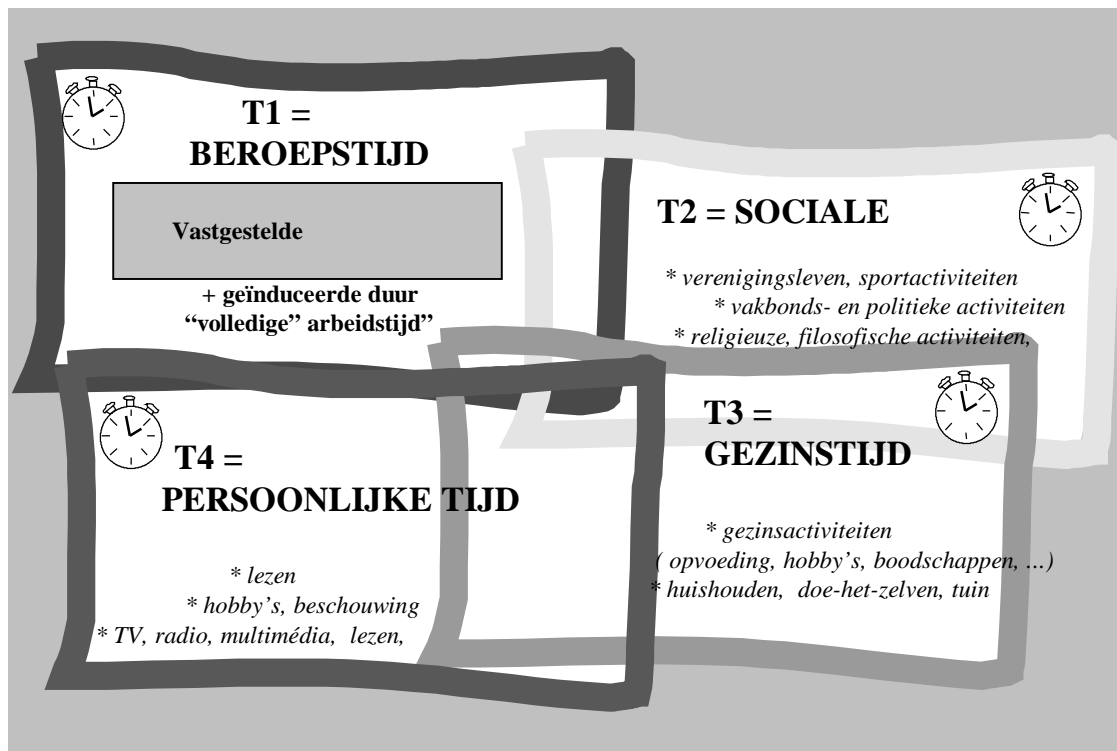 T1 =
BEROEPSTIJD
Vastgestelde
+ geïnduceerde duur
“volledige” arbeidstijd”
T2 = SOCIALE
* verenigingsleven, sportactiviteiten
* vakbonds- en politieke activiteiten
* religieuze, filosofische activiteiten,
T3 =
GEZINSTIJD
* gezinsactiviteiten
( opvoeding, hobby’s, boodschappen, ...)
* huishouden, doe-het-zelven, tuin
T4 =
PERSOONLIJKE TIJD
* lezen
* hobby’s, beschouwing
* TV, radio, multimédia, lezen,